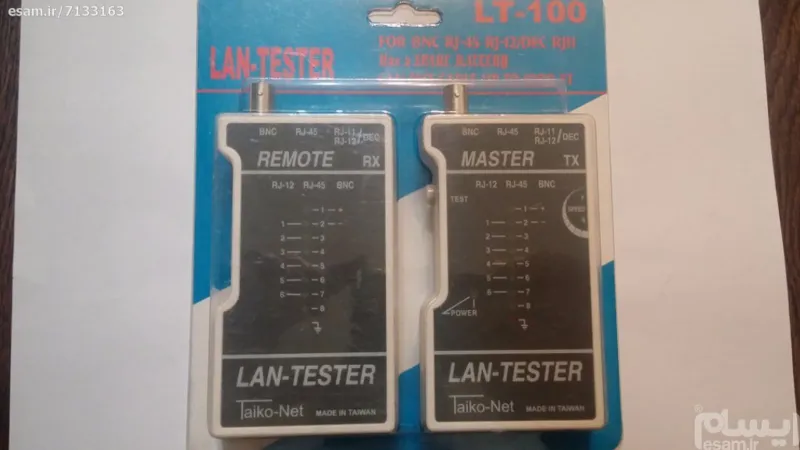 esam.ir/7133163
LT-100
LAN-TESTER
FOR BNC RJ-45 RJ-12/DEC RJ11
BNC RJ-45 RJ-11/DEC
RJ-12
REMOTE RX
RJ-12 RJ-45 BNC
1
1 2
2 3
3 4
4 5
5 6
6 7
8
LAN-TESTER
Taiko-Net MADE IN TAIWAN
BNC RJ-45 RJ-11/DEC
RJ-12
MASTER TX
RJ-12 RJ-45 BNC
TEST
SPEED
1
1 2
2 3
3 4
4 5
5 6
6 7
8
POWER
LAN-TESTER
Taiko-Net MADE IN TAIWAN
ایسام
esam.ir